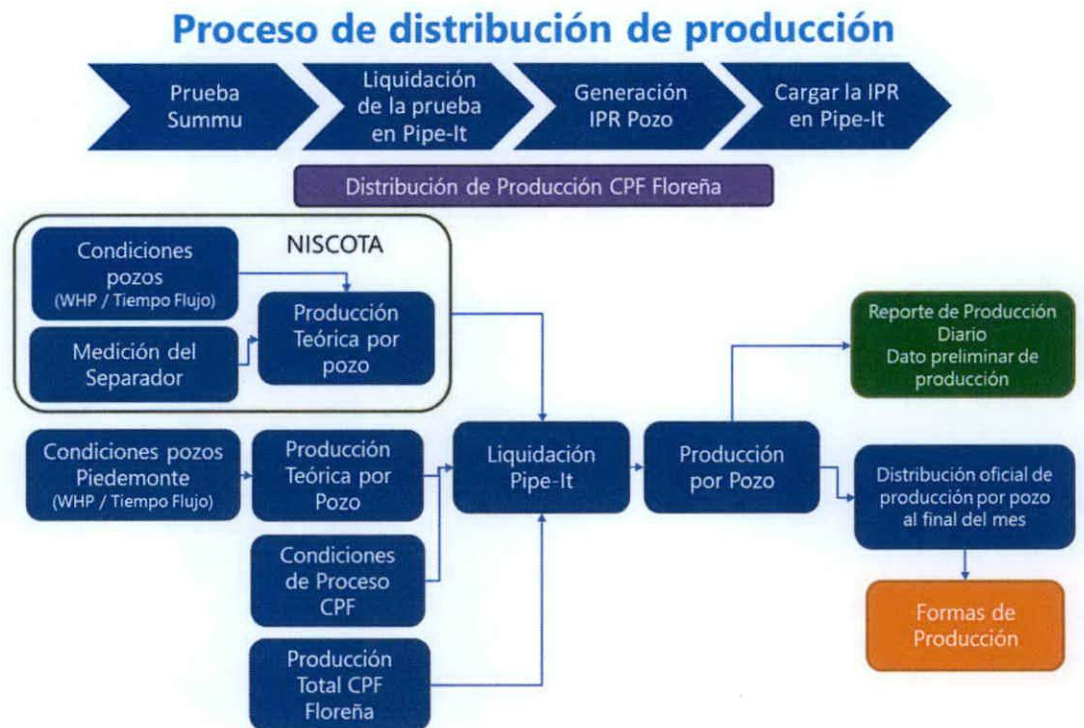 Proceso de distribución de producción
Prueba
Summu
Liquidación
de la prueba
en Pipe-It
Generación
IPR Pozo
Cargar la IPR
en Pipe-It
Distribución de Producción CPF Floreña
NISCOTA
Condiciones
pozos
(WHP / Tiempo Flujo)
Medición del
Separador
Producción
Teórica por
pozo
Reporte de Producción
Diario
Dato preliminar de
producción
Condiciones pozos
Piedemonte
(WHP / Tiempo Flujo)
Producción
Teórica por
Pozo
Liquidación
Pipe-It
Producción
por Pozo
Distribución oficial de
producción por pozo
al final del mes
Condiciones
de Proceso
CPF
Formas de
Producción
Producción
Total CPF
Floreña